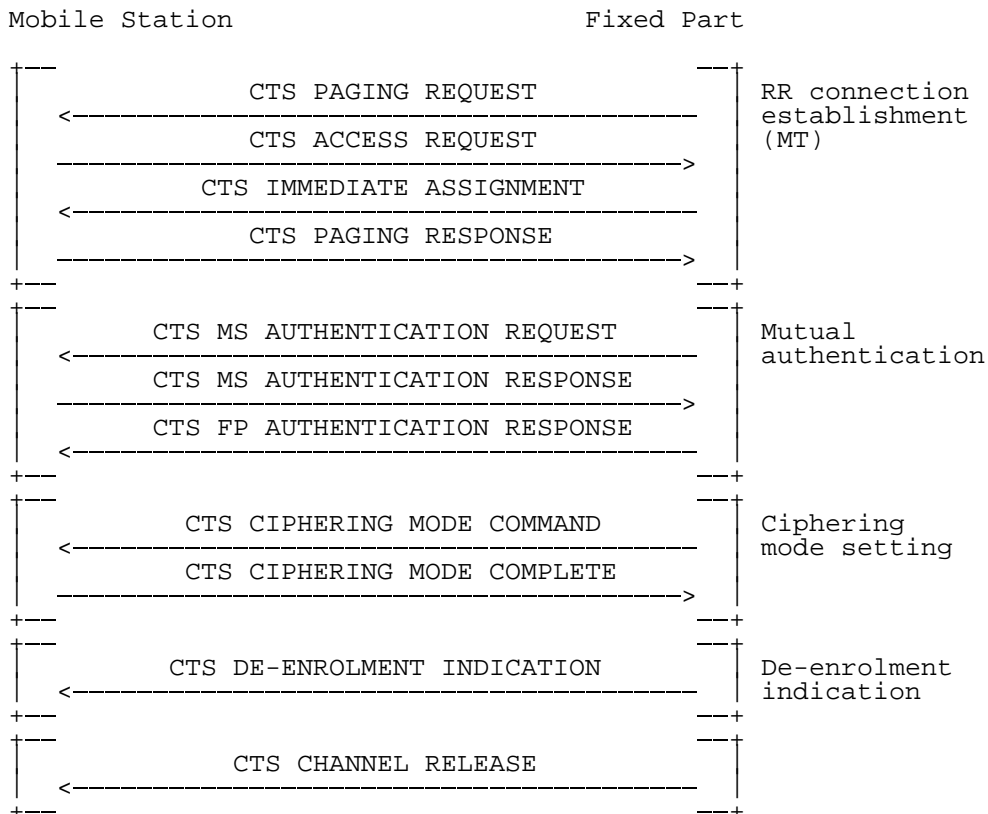 Mobile Station Fixed Part
CTS PAGING REQUEST
RR connection
establishment
(MT)
CTS ACCESS REQUEST
CTS IMMEDIATE ASSIGNMENT
CTS PAGING RESPONSE
CTS MS AUTHENTICATION REQUEST
Mutual
authentication
CTS MS AUTHENTICATION RESPONSE
CTS FP AUTHENTICATION RESPONSE
CTS CIPHERING MODE COMMAND
Ciphering
mode setting
CTS CIPHERING MODE COMPLETE
CTS DE-ENROLMENT INDICATION
De-enrolment
indication
CTS CHANNEL RELEASE